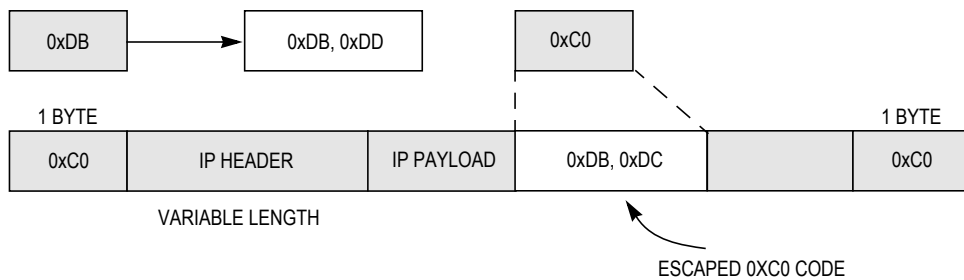 0xDB
0xDB, 0xDD
0xC0
1 BYTE
1 BYTE
0xC0
IP HEADER
IP PAYLOAD
0xDB, 0xDC
0xC0
VARIABLE LENGTH
ESCAPED 0XC0 CODE